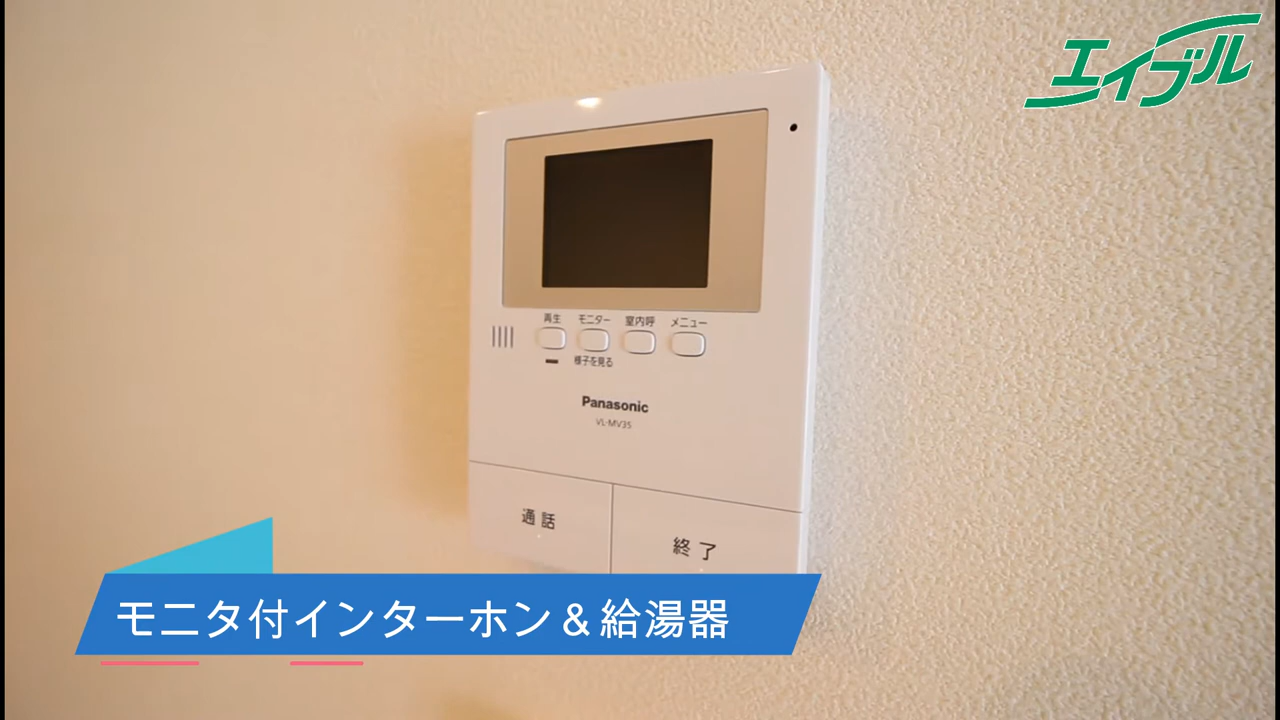 エイブル
再生 モニター 室内呼 メニュー
様子を見る
Panasonic
VL-MV35
通話
終了
モニタ付インターホン＆給湯器